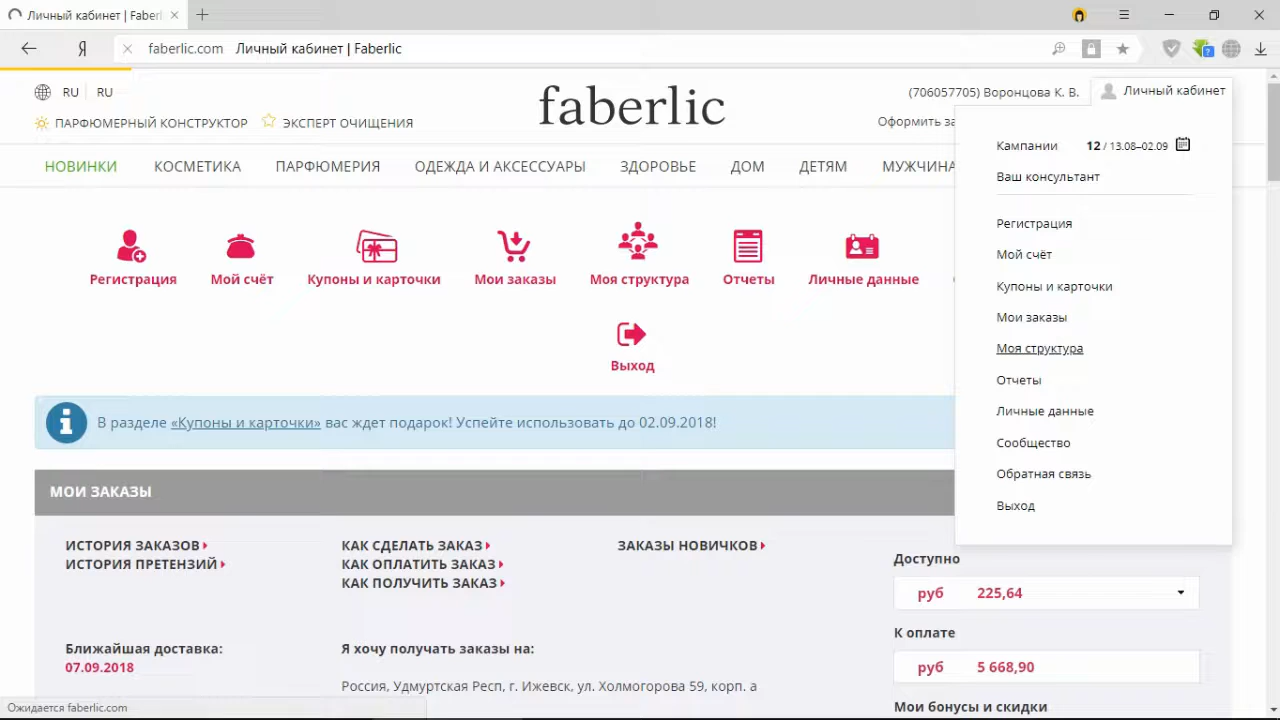 Личный кабинет | Faberl
Я
faberlic.com Личный кабинет | Faberlic
RU RU
ПАРФЮМЕРНЫЙ КОНСТРУКТОР
ЭКСПЕРТ ОЧИЩЕНИЯ
faberlic
(706057705) Воронцова К. В.
Личный кабинет
Оформить за
НОВИНКИ КОСМЕТИКА ПАРФЮМЕРИЯ ОДЕЖДА И АКСЕССУАРЫ ЗДОРОВЬЕ ДОМ ДЕТЯМ МУЖЧИНА
Кампании 12 / 13.08–02.09
Ваш консультант
Регистрация
Мой счёт
Купоны и карточки
Мои заказы
Моя структура
Отчеты
Личные данные
Сообщество
Обратная связь
Выход
Регистрация Мой счёт Купоны и карточки Мои заказы Моя структура Отчеты Личные данные
Выход
В разделе «Купоны и карточки» вас ждет подарок! Успейте использовать до 02.09.2018!
МОИ ЗАКАЗЫ
ИСТОРИЯ ЗАКАЗОВ
ИСТОРИЯ ПРЕТЕНЗИЙ
КАК СДЕЛАТЬ ЗАКАЗ
КАК ОПЛАТИТЬ ЗАКАЗ
КАК ПОЛУЧИТЬ ЗАКАЗ
ЗАКАЗЫ НОВИЧКОВ
Ближайшая доставка:
07.09.2018
Я хочу получать заказы на:
Россия, Удмуртская Респ, г. Ижевск, ул. Холмогорова 59, корп. а
Доступно
руб 225,64
К оплате
руб 5 668,90
Мои бонусы и скидки
Ожидается faberlic.com